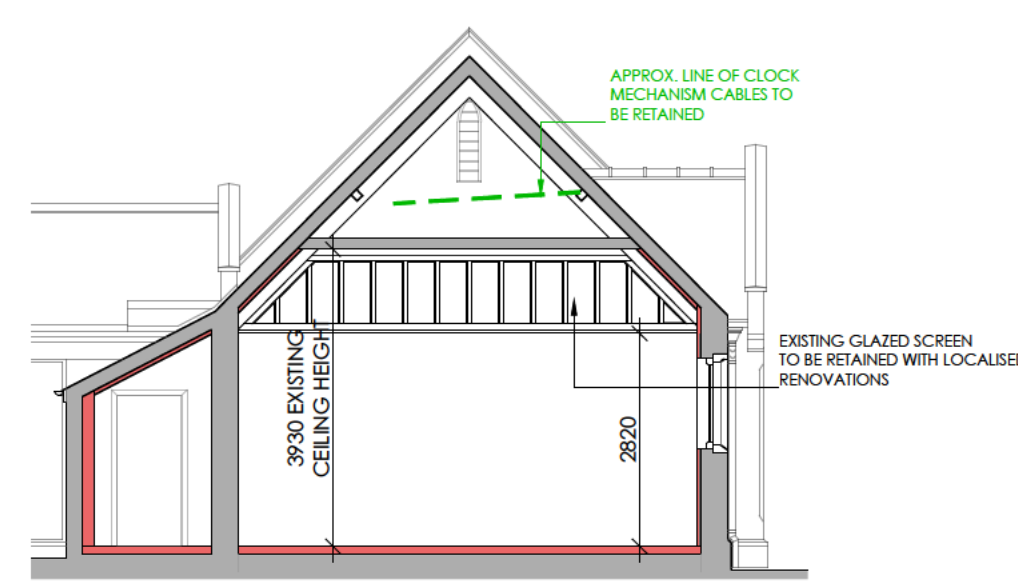 APPROX. LINE OF CLOCK
MECHANISM CABLES TO
BE RETAINED
EXISTING GLAZED SCREEN
TO BE RETAINED WITH LOCALISE
RENOVATIONS
3930 EXISTING
CEILING HEIGHT
2820